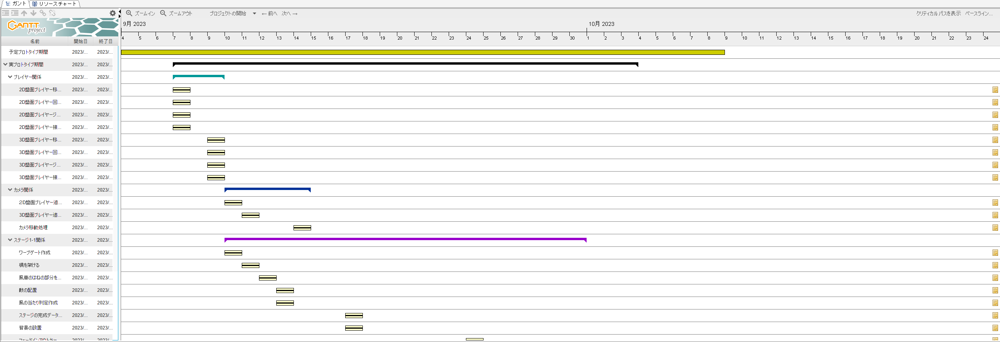 ガント リソースチャート
ズームイン ズームアウト プロジェクトの開始 ←前へ 次へ→ クリティカル パスを表示 ベースライン...
GANTT project
9月 2023 10月 2023
名前 開始日 終了日
4 5 6 7 8 9 10 11 12 13 14 15 16 17 18 19 20 21 22 23 24 25 26 27 28 29 30 1 2 3 4 5 6 7 8 9 10 11 12 13 14 15 16 17 18 19 20 21 22 23 24
予定プロトタイプ期間 2023/... 2023/...
実プロトタイプ期間 2023/... 2023/...
プレイヤー関係 2023/... 2023/...
2D盤面プレイヤー移... 2023/... 2023/...
2D盤面プレイヤー回... 2023/... 2023/...
2D盤面プレイヤージ... 2023/... 2023/...
2D盤面プレイヤー接... 2023/... 2023/...
3D盤面プレイヤー移... 2023/... 2023/...
3D盤面プレイヤー回... 2023/... 2023/...
3D盤面プレイヤージ... 2023/... 2023/...
3D盤面プレイヤー接... 2023/... 2023/...
カメラ関係 2023/... 2023/...
2D盤面プレイヤー追... 2023/... 2023/...
3D盤面プレイヤー追... 2023/... 2023/...
カメラ移動処理 2023/... 2023/...
ステージ1-1関係 2023/... 2023/...
ワープゲート作成 2023/... 2023/...
橋を架ける 2023/... 2023/...
風車のはねの部分を... 2023/... 2023/...
敵の配置 2023/... 2023/...
風の当たり判定作成 2023/... 2023/...
ステージの完成データ... 2023/... 2023/...
背景の設置 2023/... 2023/...
2023/... 2023/...